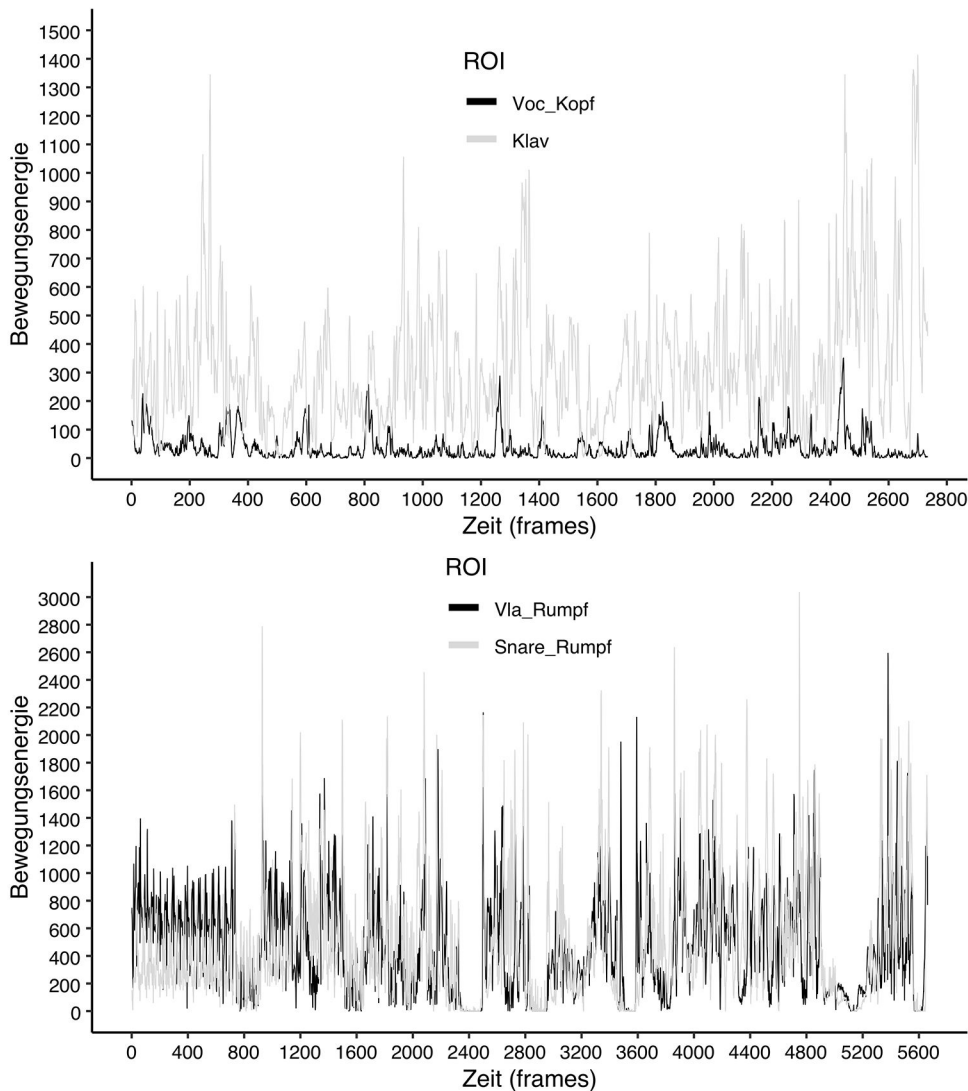 1500
1400
1300
1200
1100
1000
900
800
700
600
500
400
300
200
100
0
Bewegungsenergie
ROI
Voc_Kopf
Klav
0 200 400 600 800 1000 1200 1400 1600 1800 2000 2200 2400 2600 2800
Zeit (frames)
3000
2800
2600
2400
2200
2000
1800
1600
1400
1200
1000
800
600
400
200
0
Bewegungsenergie
ROI
Vla_Rumpf
Snare_Rumpf
0 400 800 1200 1600 2000 2400 2800 3200 3600 4000 4400 4800 5200 5600
Zeit (frames)